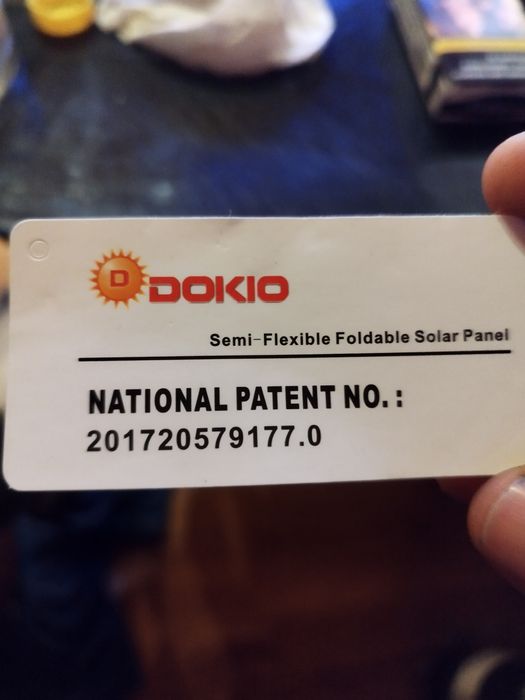 D DOKIO
Semi-Flexible Foldable Solar Panel
NATIONAL PATENT NO.:
201720579177.0